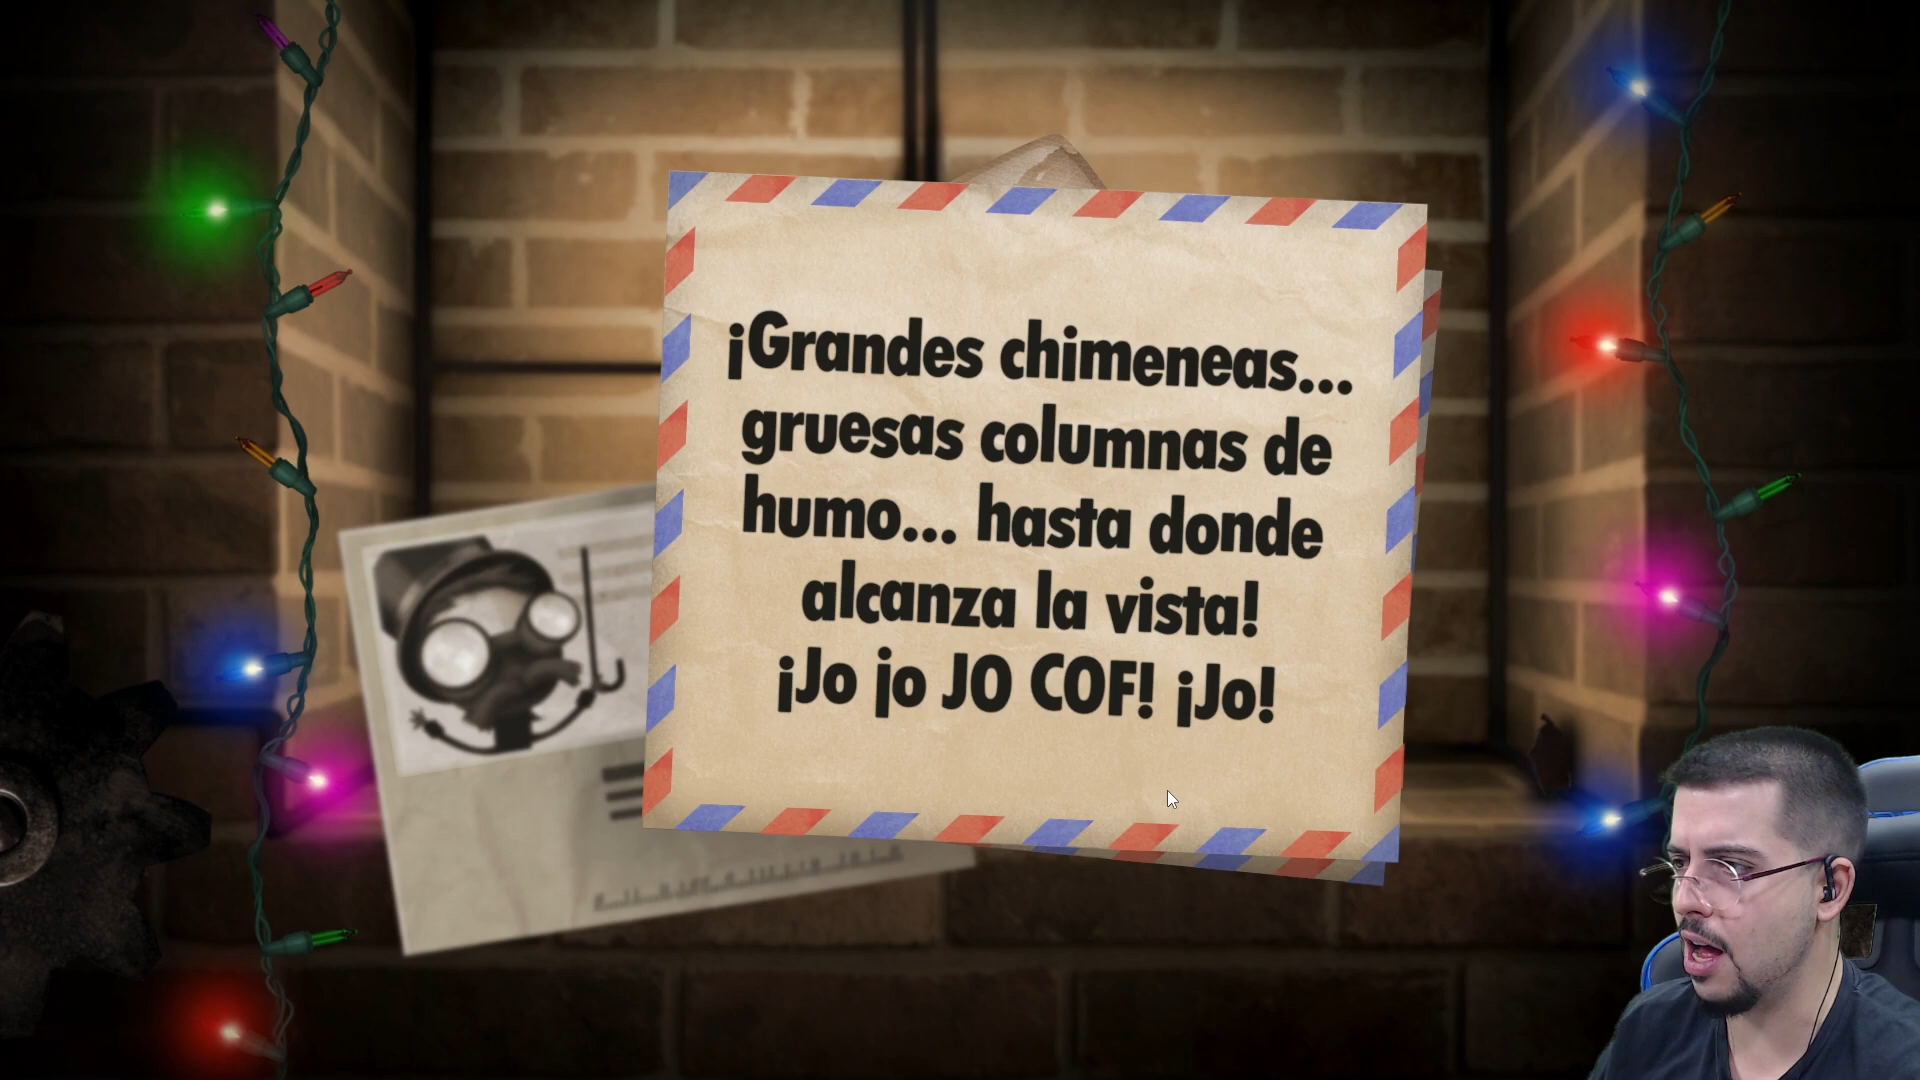 ¡Grandes chimeneas...
gruesas columnas de
humo... hasta donde
alcanza la vista!
¡Jo jo JO COF! ¡Jo!